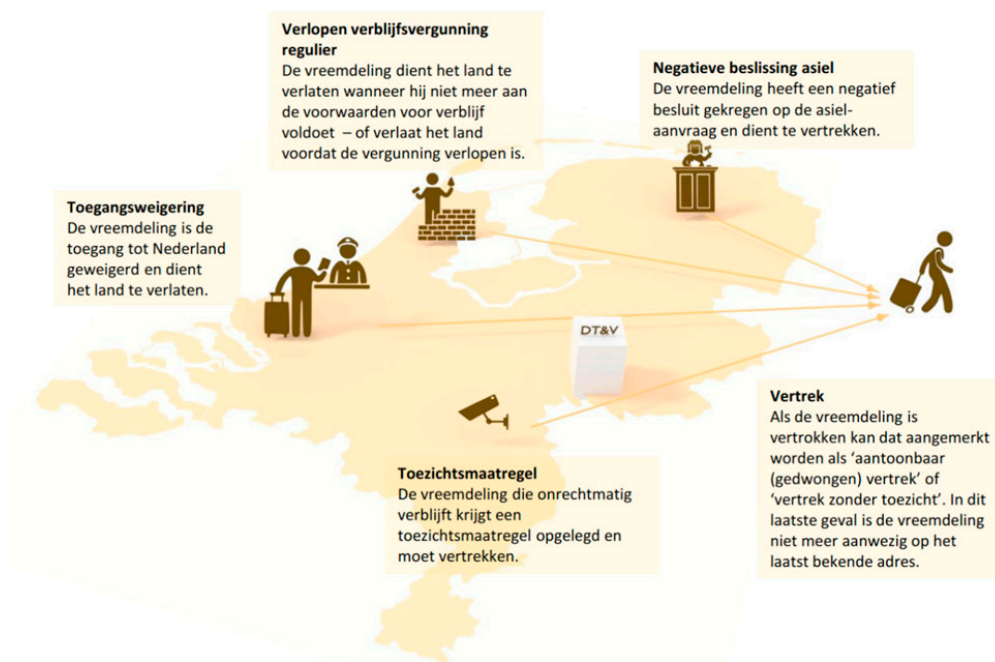 Verlopen verblijfsvergunning
regulier
De vreemdeling dient het land te
verlaten wanneer hij niet meer aan
de voorwaarden voor verblijf
voldoet – of verlaat het land
voordat de vergunning verlopen is.
Negatieve beslissing asiel
De vreemdeling heeft een negatief
besluit gekregen op de asiel-
aanvraag en dient te vertrekken.
Toegangsweigering
De vreemdeling is de
toegang tot Nederland
geweigerd en dient
het land te verlaten.
DT&V
Toezichtsmaatregel
De vreemdeling die onrechtmatig
verblijft krijgt een
toezichtsmaatregel opgelegd en
moet vertrekken.
Vertrek
Als de vreemdeling is
vertrokken kan dat aangemerkt
worden als ‘aantoonbaar
(gedwongen) vertrek’ of
‘vertrek zonder toezicht’. In dit
laatste geval is de vreemdeling
niet meer aanwezig op het
laatst bekende adres.